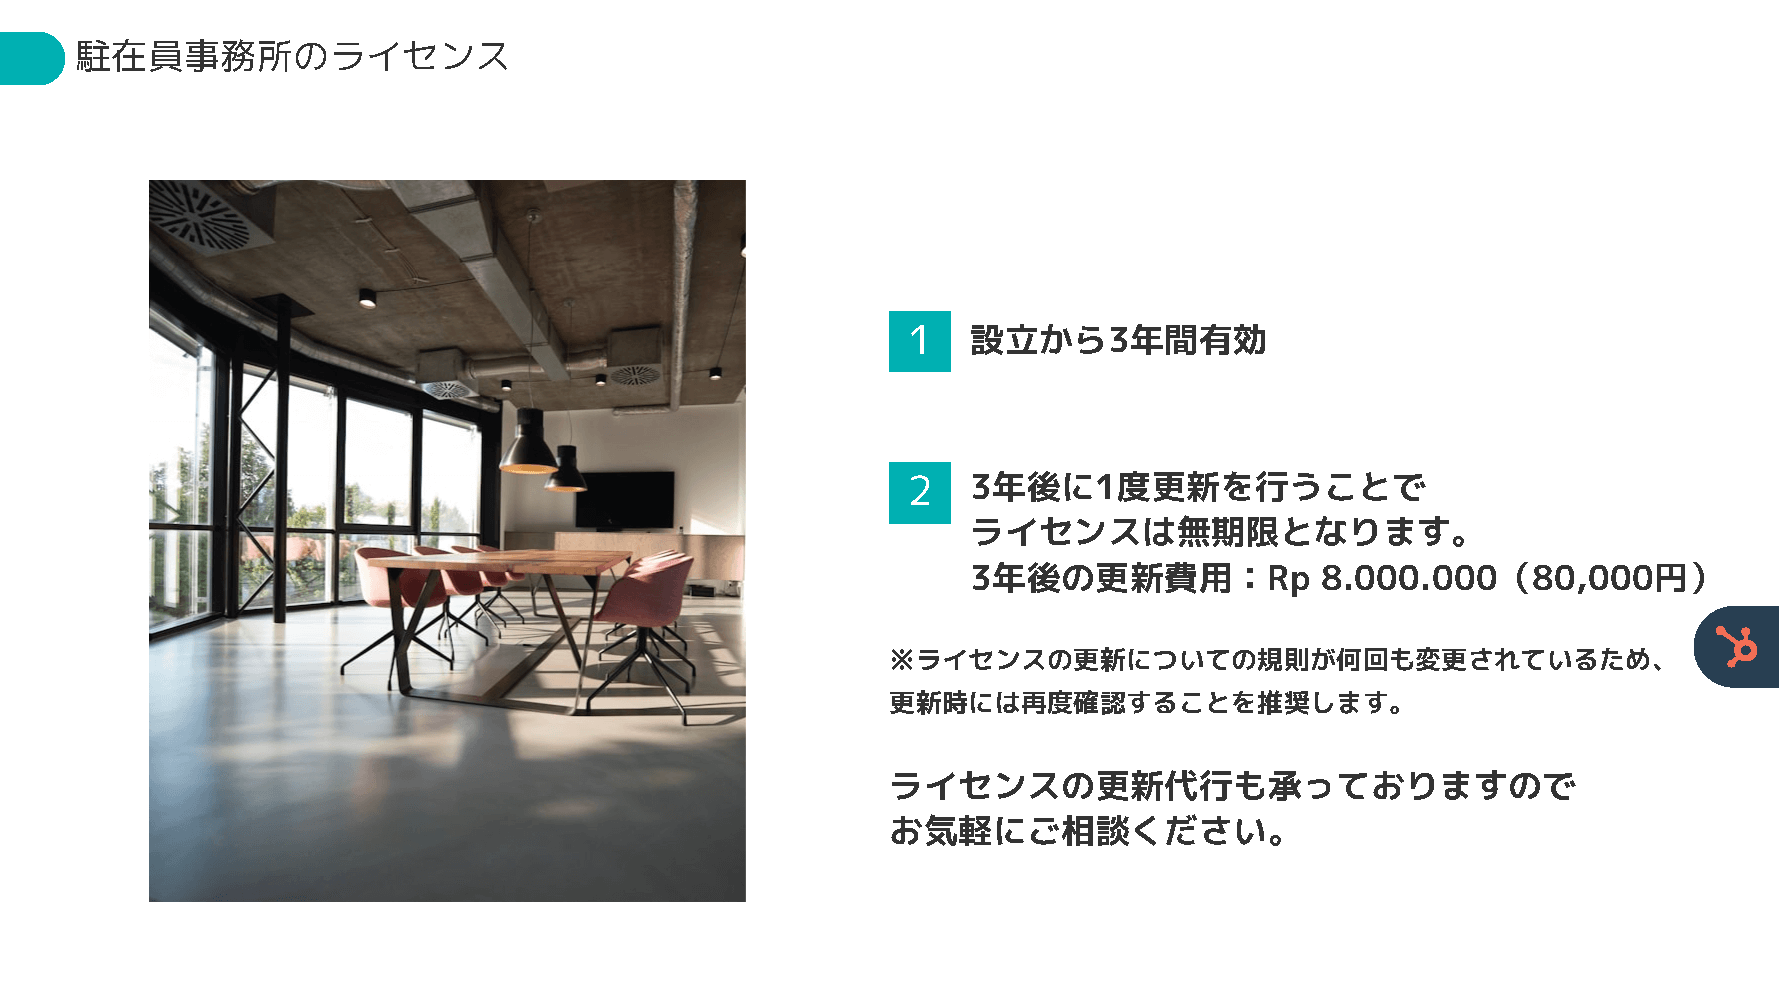 駐在員事務所のライセンス
1 設立から3年間有効
2 3年後に1度更新を行うことで
ライセンスは無期限となります。
3年後の更新費用：Rp 8.000.000（80,000円）
※ライセンスの更新についての規則が何回も変更されているため、
更新時には再度確認することを推奨します。
ライセンスの更新代行も承っておりますので
お気軽にご相談ください。